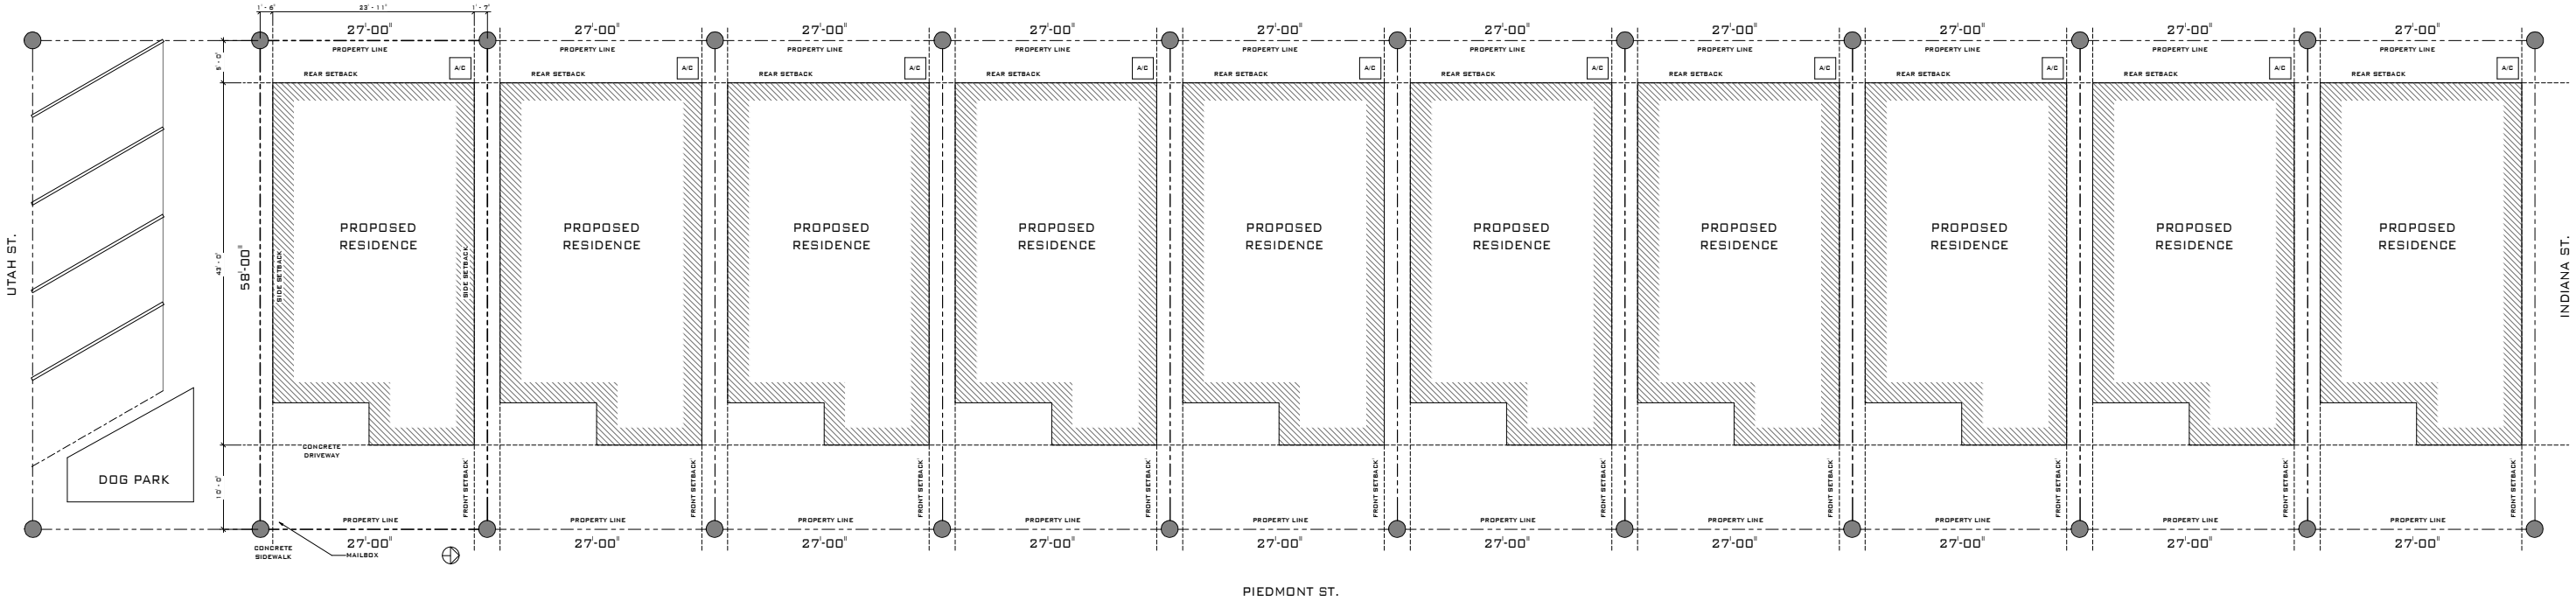 1' - 6"
23' - 11"
1' - 7"
27'-00"
27'-00"
27'-00"
27'-00"
27'-00"
27'-00"
27'-00"
27'-00"
27'-00"
27'-00"
PROPERTY LINE
PROPERTY LINE
PROPERTY LINE
PROPERTY LINE
PROPERTY LINE
PROPERTY LINE
PROPERTY LINE
PROPERTY LINE
PROPERTY LINE
PROPERTY LINE
5' - 0"
REAR SETBACK
A/C
REAR SETBACK
A/C
REAR SETBACK
A/C
REAR SETBACK
A/C
REAR SETBACK
A/C
REAR SETBACK
A/C
REAR SETBACK
A/C
REAR SETBACK
A/C
REAR SETBACK
A/C
REAR SETBACK
A/C
UTAH ST.
43' - 0"
58'-00"
SIDE SETBACK
PROPOSED
RESIDENCE
SIDE SETBACK
PROPOSED
RESIDENCE
PROPOSED
RESIDENCE
PROPOSED
RESIDENCE
PROPOSED
RESIDENCE
PROPOSED
RESIDENCE
PROPOSED
RESIDENCE
PROPOSED
RESIDENCE
PROPOSED
RESIDENCE
PROPOSED
RESIDENCE
INDIANA ST.
DOG PARK
10' - 0"
CONCRETE
DRIVEWAY
FRONT SETBACK'
FRONT SETBACK'
FRONT SETBACK'
FRONT SETBACK'
FRONT SETBACK'
FRONT SETBACK'
FRONT SETBACK'
FRONT SETBACK'
FRONT SETBACK'
FRONT SETBACK'
PROPERTY LINE
PROPERTY LINE
PROPERTY LINE
PROPERTY LINE
PROPERTY LINE
PROPERTY LINE
PROPERTY LINE
PROPERTY LINE
PROPERTY LINE
PROPERTY LINE
27'-00"
27'-00"
27'-00"
27'-00"
27'-00"
27'-00"
27'-00"
27'-00"
27'-00"
27'-00"
CONCRETE
SIDEWALK
MAILBOX
PIEDMONT ST.